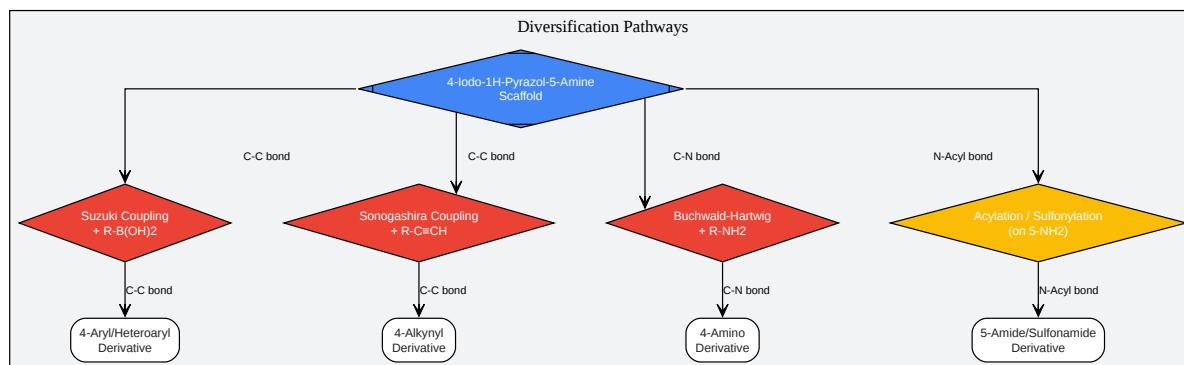 Diversification Pathways
4-Iodo-1H-Pyrazol-5-Amine
Scaffold
C-C bond
C-C bond
C-N bond
N-Acyl bond
Suzuki Coupling
+ R-B(OH)2
Sonogashira Coupling
+ R-C≡CH
Buchwald-Hartwig
+ R-NH2
Acylation / Sulfonylation
(on 5-NH2)
C-C bond
C-C bond
C-N bond
N-Acyl bond
4-Aryl/Heteroaryl
Derivative
4-Alkynyl
Derivative
4-Amino
Derivative
5-Amide/Sulfonamide
Derivative